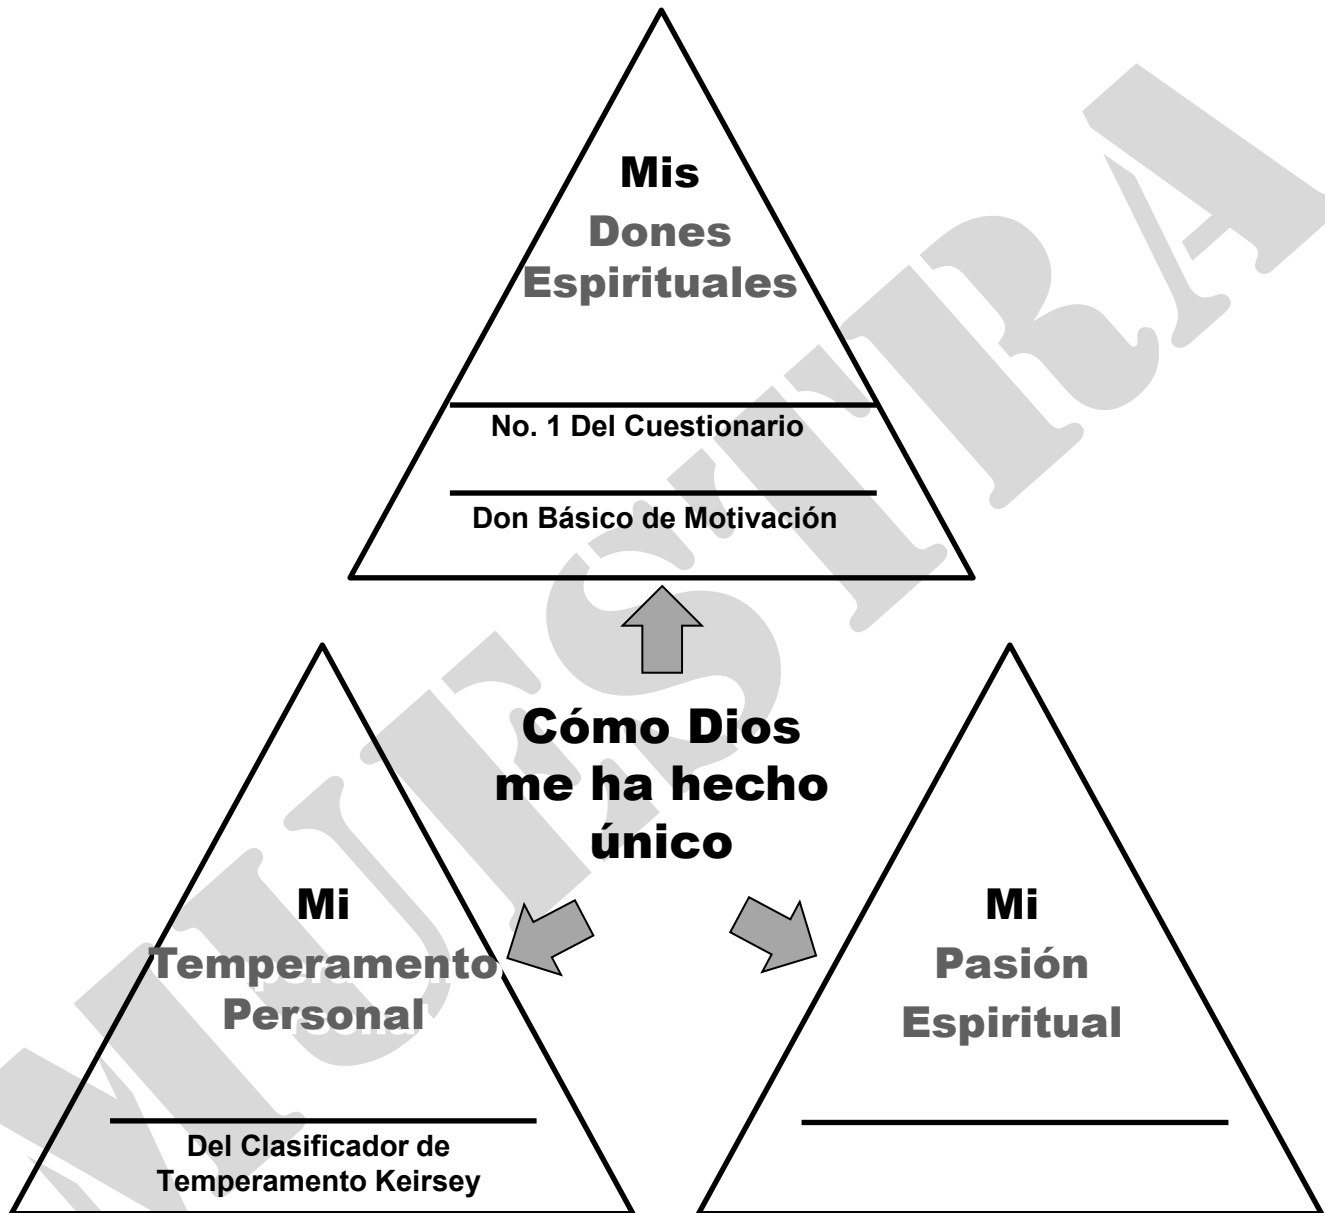 Mis
Dones
Espirituales
No. 1 Del Cuestionario
Don Básico de Motivación
Cómo Dios
me ha hecho
único
Mi
Temperamento
Personal
Del Clasificador de
Temperamento Keirsey
Mi
Pasión
Espiritual
MUESTRA